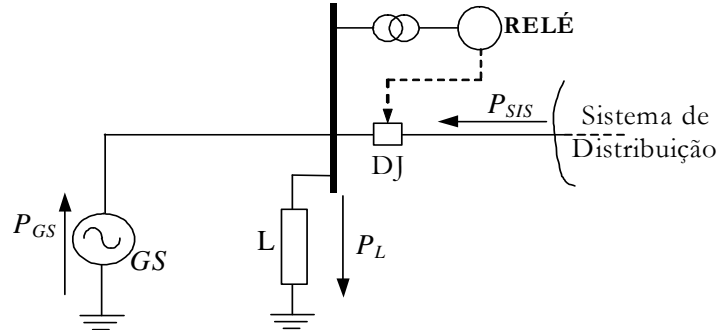 RELÉ
P_SIS
Sistema de
Distribuição
DJ
P_GS
GS
L
P_L